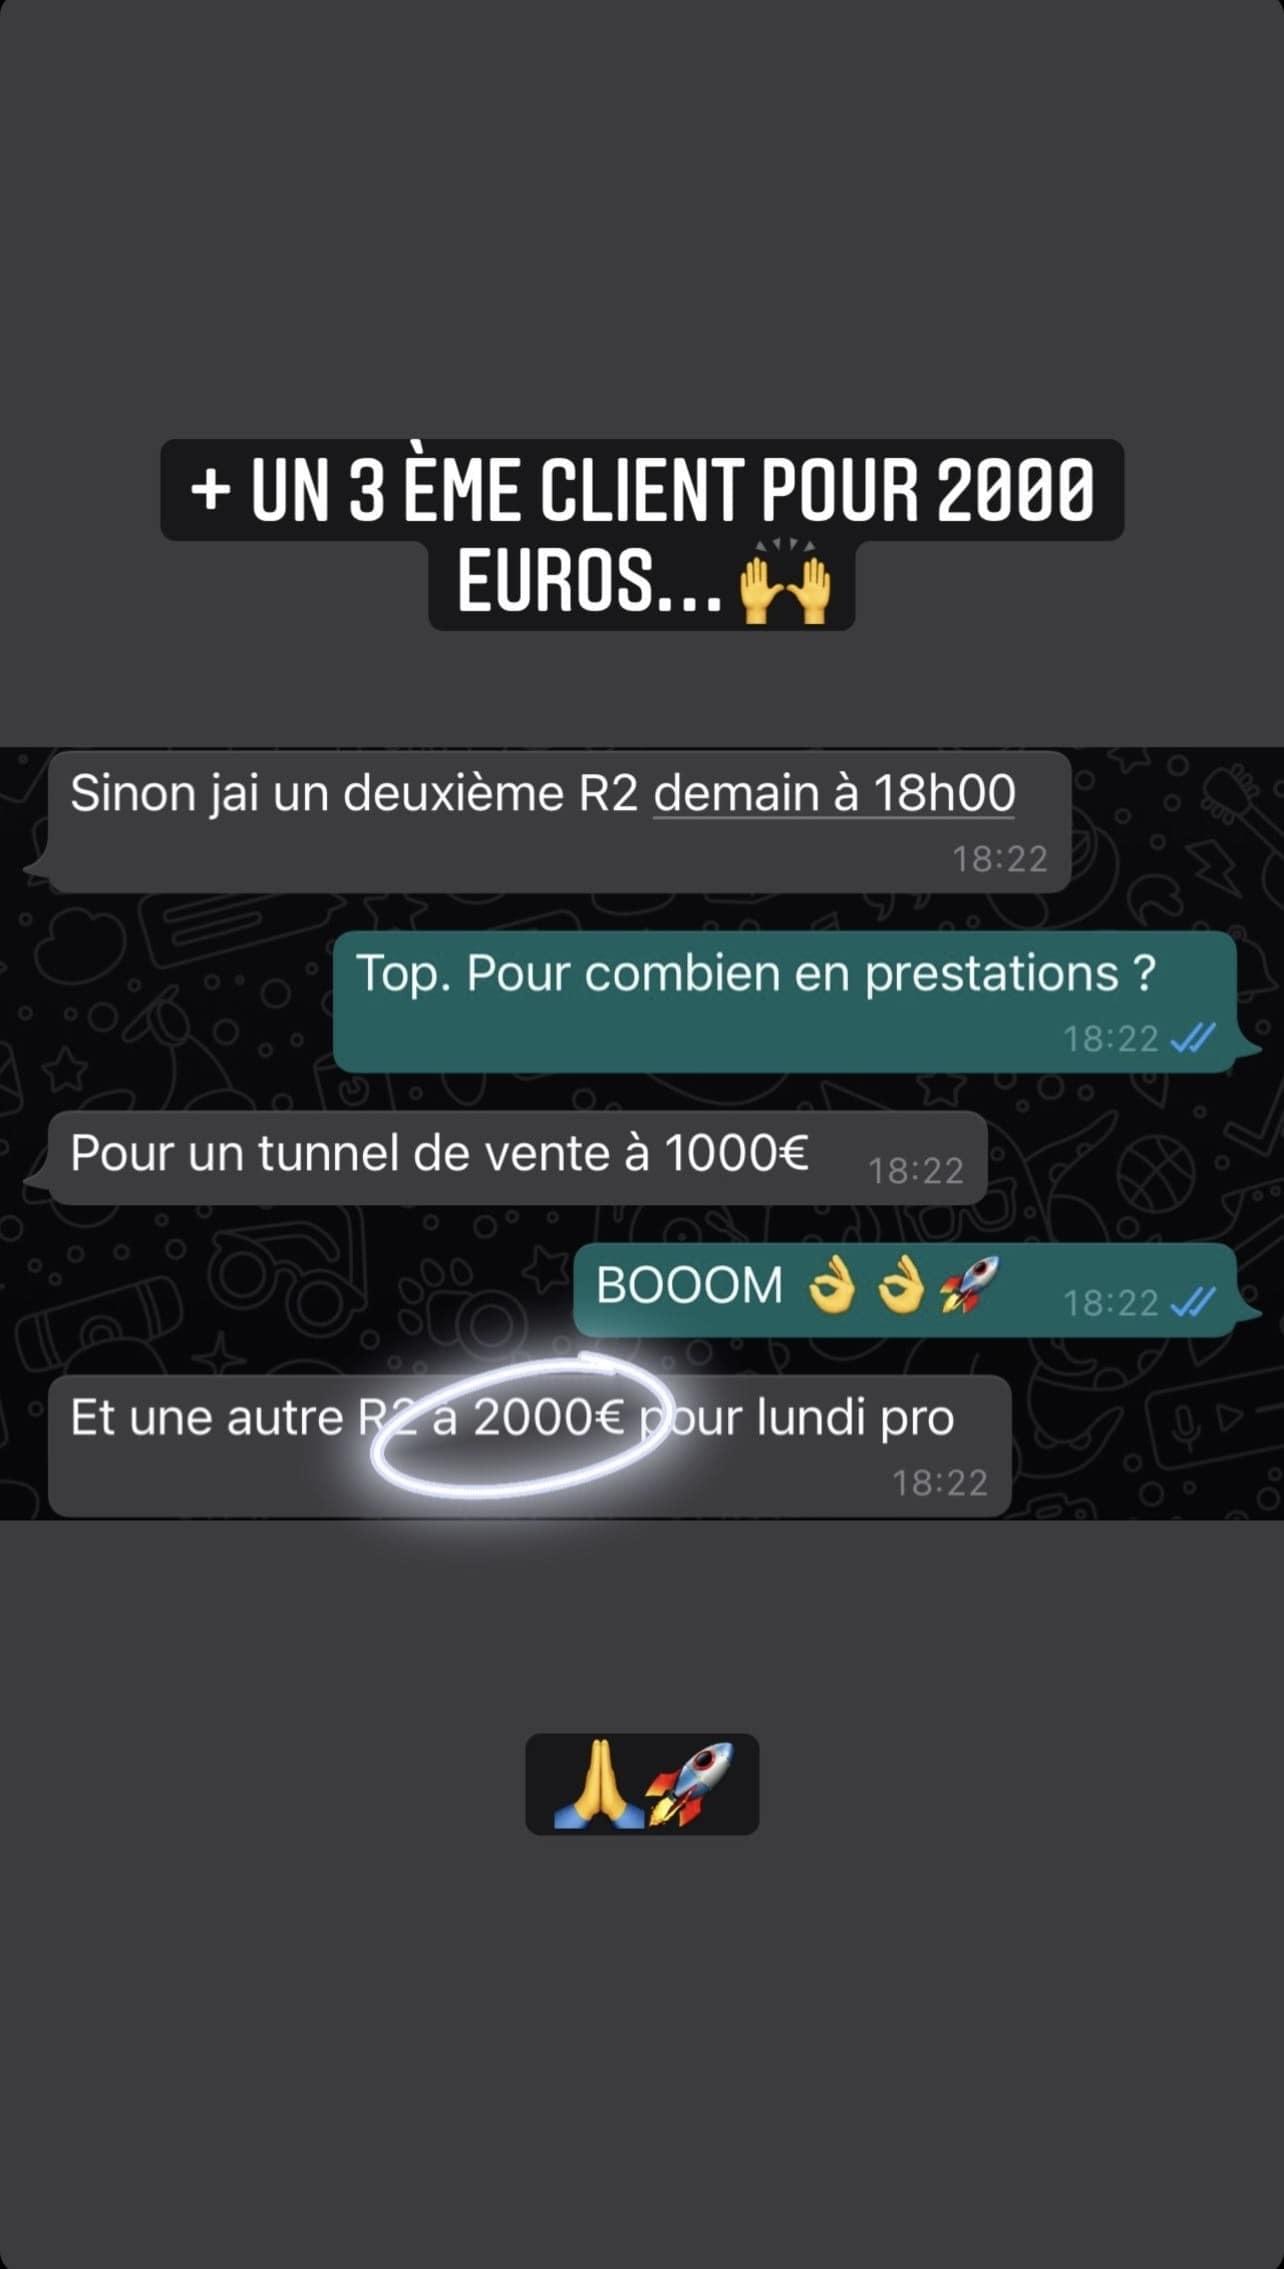 + UN 3 ÈME CLIENT POUR 2000
EUROS... 🙌
Sinon jai un deuxième R2 demain à 18h00
18:22
Top. Pour combien en prestations ?
18:22
Pour un tunnel de vente à 1000€
18:22
BOOOM 👌👌🚀
18:22
Et une autre R2 à 2000€ pour lundi pro
18:22
🙏🚀